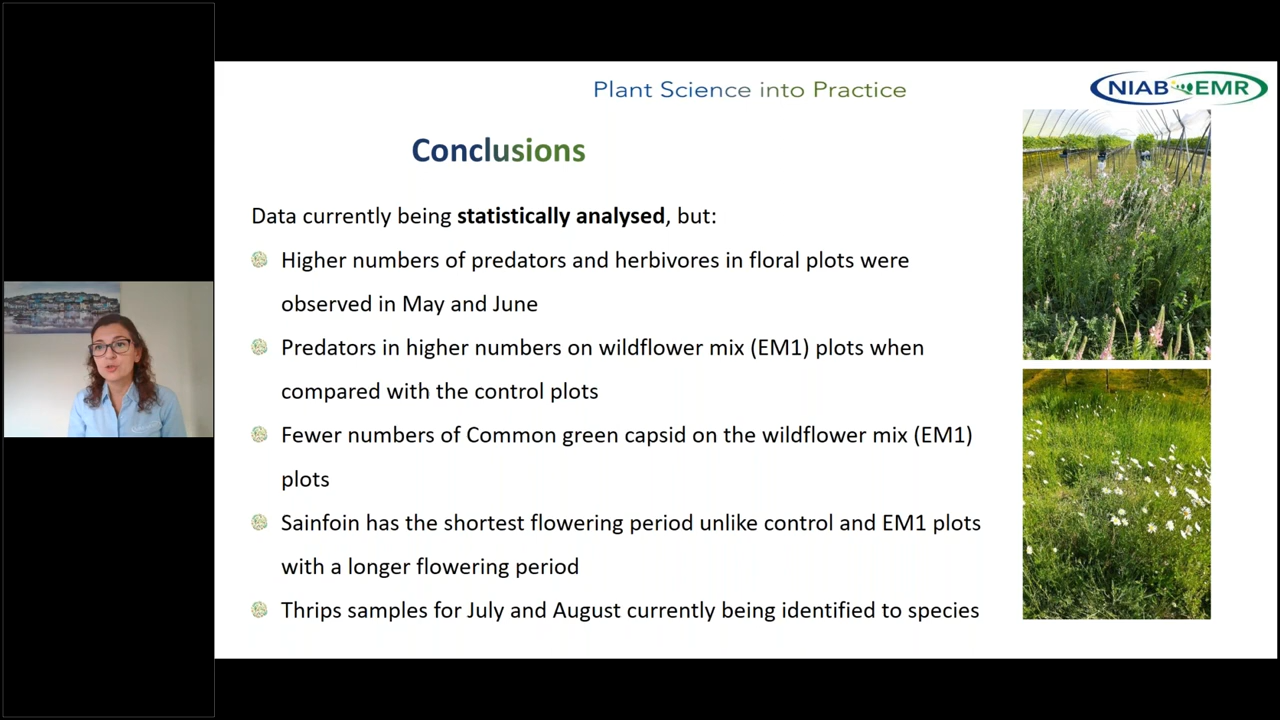 Plant Science into Practice
NIAB EMR
Conclusions
Data currently being statistically analysed, but:
Higher numbers of predators and herbivores in floral plots were
observed in May and June
Predators in higher numbers on wildflower mix (EM1) plots when
compared with the control plots
Fewer numbers of Common green capsid on the wildflower mix (EM1)
plots
Sainfoin has the shortest flowering period unlike control and EM1 plots
with a longer flowering period
Thrips samples for July and August currently being identified to species